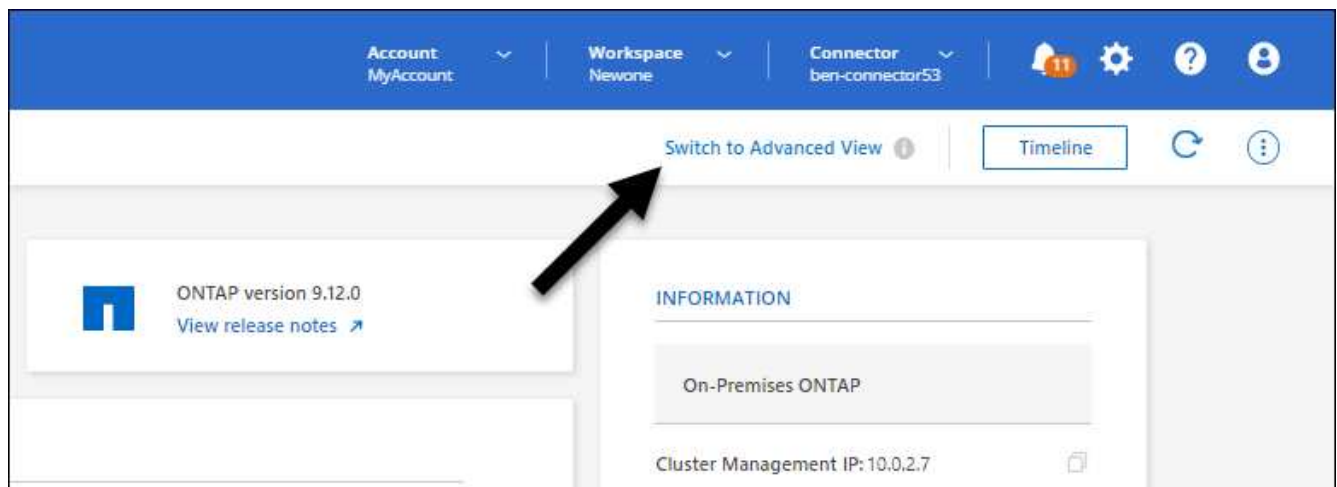 Account
MyAccount
Workspace
Newone
Connector
ben-connector53
11
Switch to Advanced View
Timeline
ONTAP version 9.12.0
View release notes
INFORMATION
On-Premises ONTAP
Cluster Management IP: 10.0.2.7